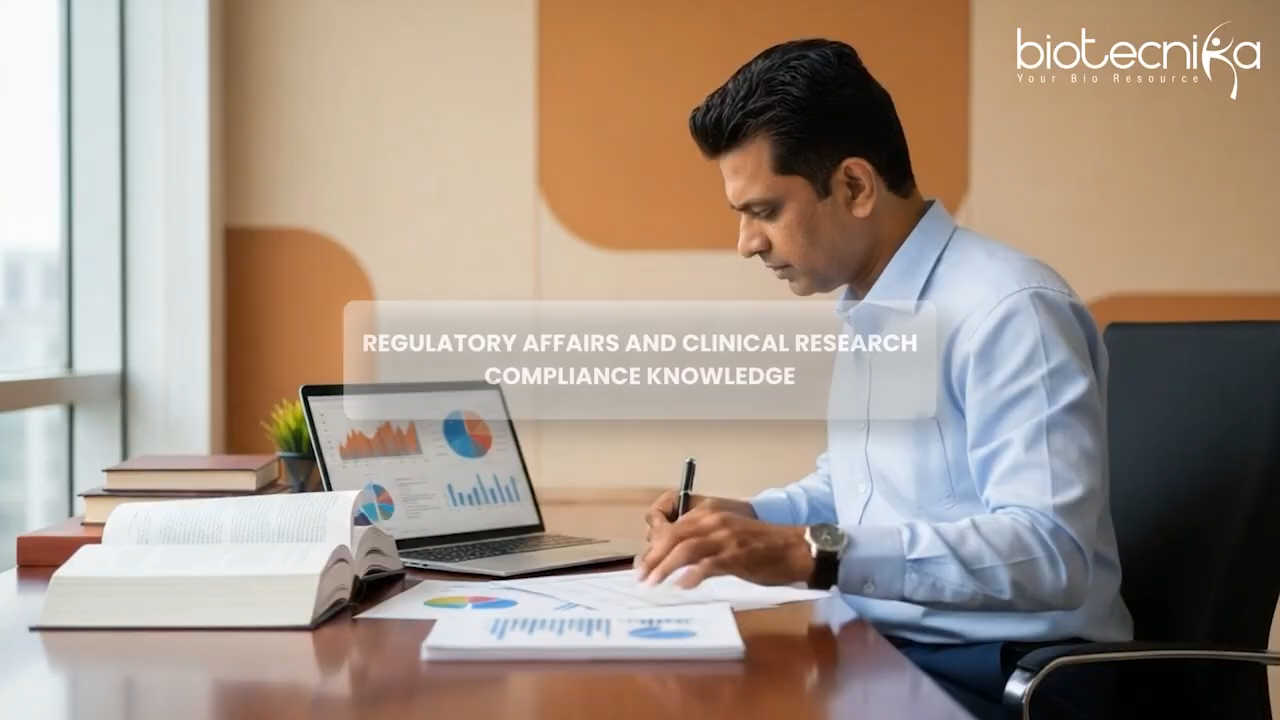 biotecnika
Your Bio Resource
REGULATORY AFFAIRS AND CLINICAL RESEARCH
COMPLIANCE KNOWLEDGE